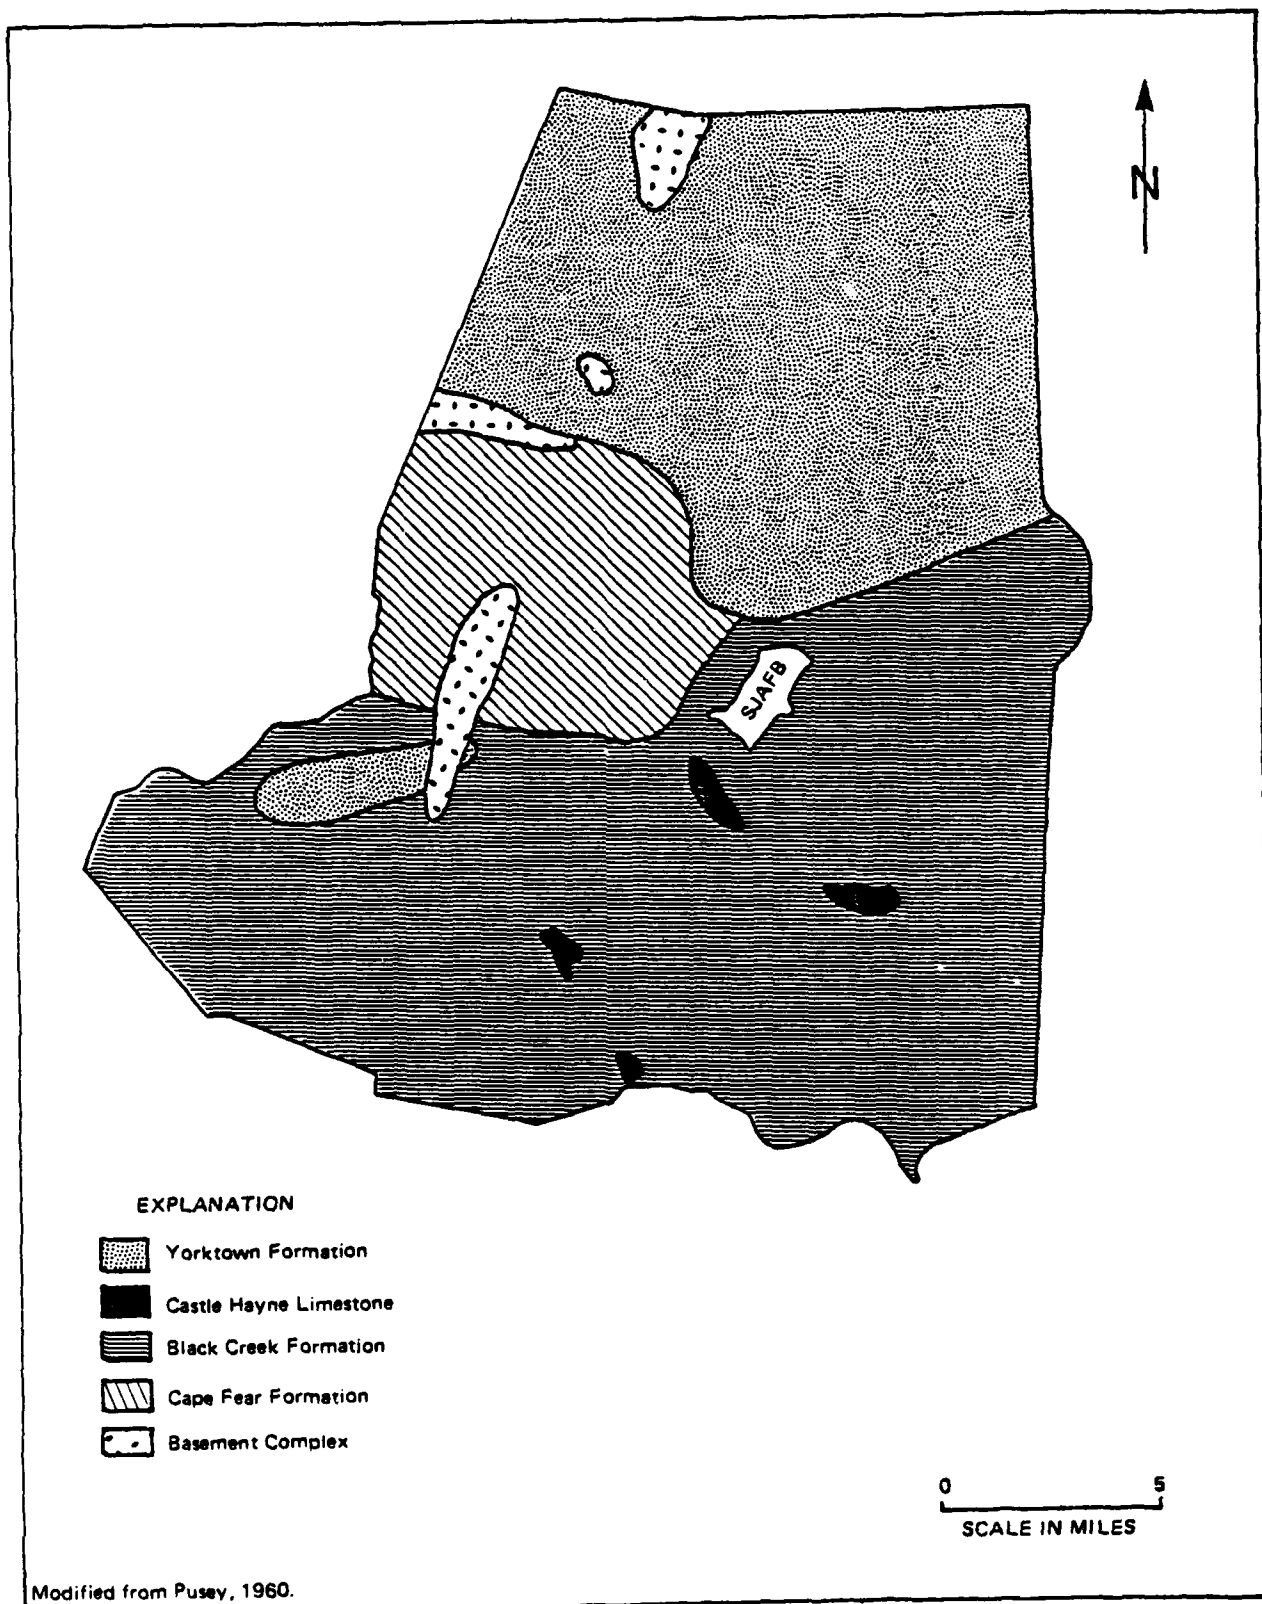 N
SJAFB
EXPLANATION
Yorktown Formation
Castle Hayne Limestone
Black Creek Formation
Cape Fear Formation
Basement Complex
0 5
SCALE IN MILES
Modified from Pusey, 1960.